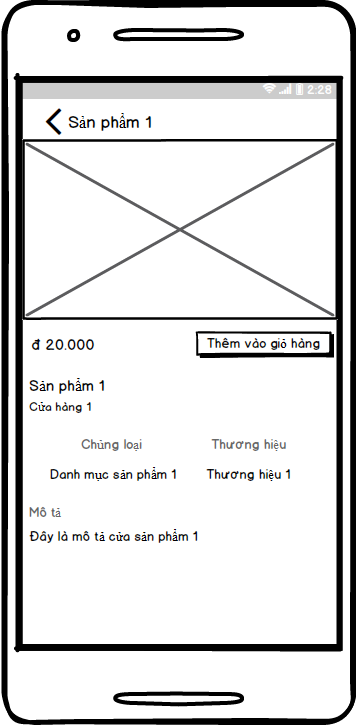 2:28
Sản phẩm 1
đ 20.000
Thêm vào giỏ hàng
Sản phẩm 1
Cửa hàng 1
Chủng loại Thương hiệu
Danh mục sản phẩm 1 Thương hiệu 1
Mô tả
Đây là mô tả của sản phẩm 1